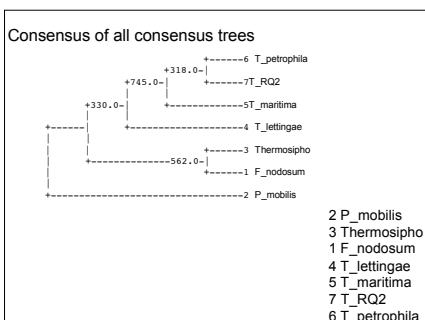 Consensus of all consensus trees
+------6 T_petrophila
+318.0-|
+745.0-| +------7T_RQ2
| |
+330.0-| +-------------5T_maritima
| |
+------| +--------------------4 T_lettingae
| |
| | +------3 Thermosipho
| +-----------------562.0-|
| +------1 F_nodosum
|
+----------------------------------2 P_mobilis
2 P_mobilis
3 Thermosipho
1 F_nodosum
4 T_lettingae
5 T_maritima
7 T_RQ2
6 T_petrophila